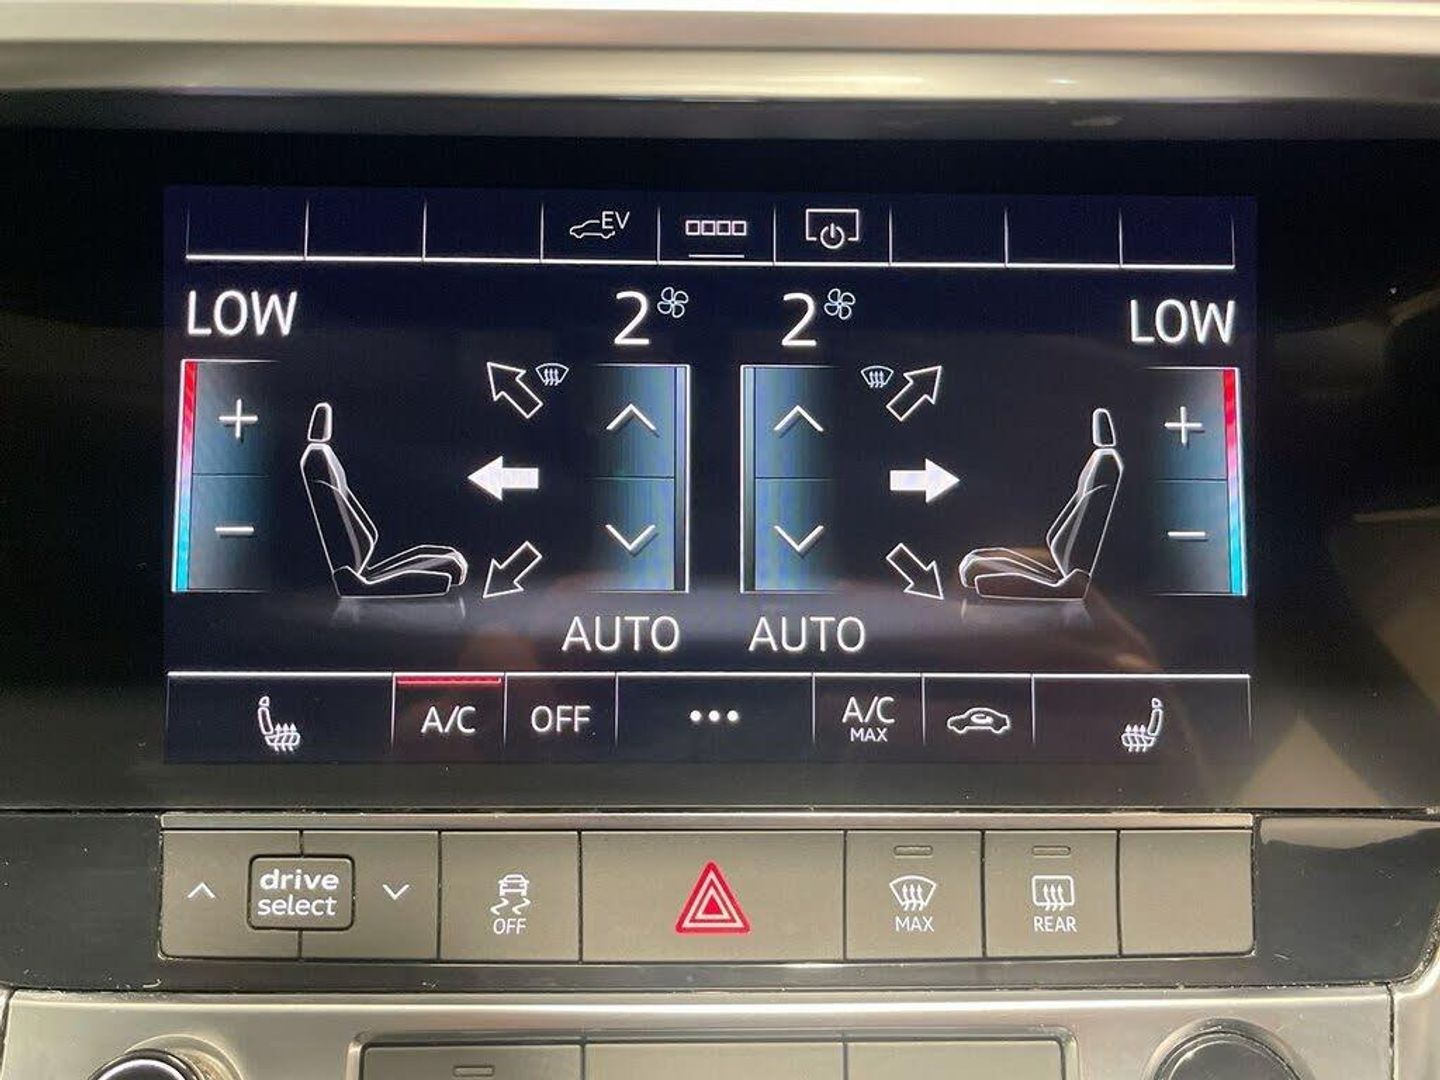 EV
LOW 2 2 LOW
+ +
- -
AUTO AUTO
A/C OFF ••• A/C MAX
drive select
OFF
MAX
REAR